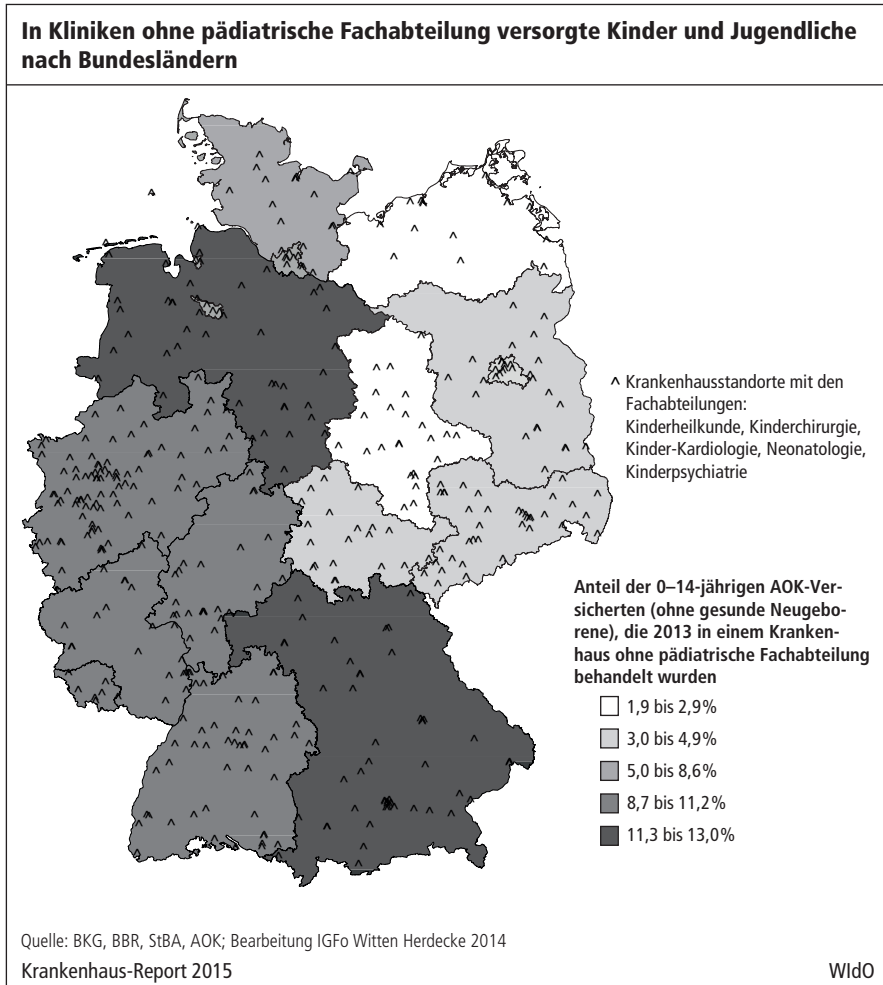 In Kliniken ohne pädiatrische Fachabteilung versorgte Kinder und Jugendliche
nach Bundesländern
^ Krankenhausstandorte mit den
Fachabteilungen:
Kinderheilkunde, Kinderchirurgie,
Kinder-Kardiologie, Neonatologie,
Kinderpsychiatrie
Anteil der 0–14-jährigen AOK-Ver-
sicherten (ohne gesunde Neugebo-
rene), die 2013 in einem Kranken-
haus ohne pädiatrische Fachabteilung
behandelt wurden
1,9 bis 2,9%
3,0 bis 4,9%
5,0 bis 8,6%
8,7 bis 11,2%
11,3 bis 13,0%
Quelle: BKG, BBR, StBA, AOK; Bearbeitung IGFo Witten Herdecke 2014
Krankenhaus-Report 2015 WIdO